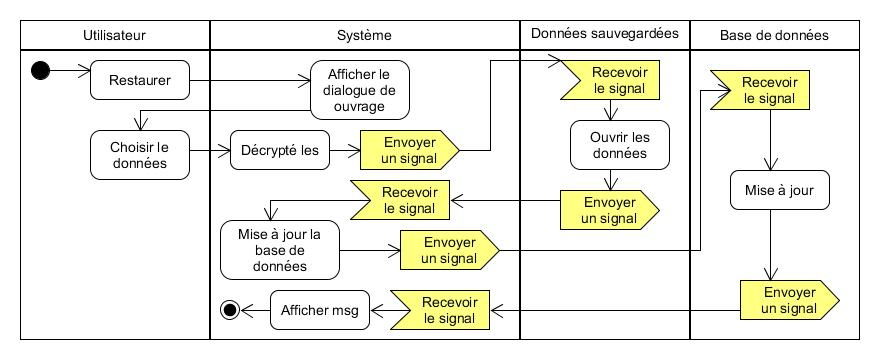 Utilisateur
Système
Données sauvegardées
Base de données
Restaurer
Afficher le
dialogue de
ouvrage
Recevoir
le signal
Recevoir
le signal
Choisir le
données
Décrypté les
Envoyer
un signal
Ouvrir les
données
Recevoir
le signal
Envoyer
un signal
Mise à jour
Mise à jour la
base de
données
Envoyer
un signal
Afficher msg
Recevoir
le signal
Envoyer
un signal